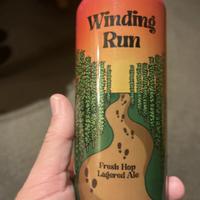 Winding
Run
Fresh Hop
Lagered Ale